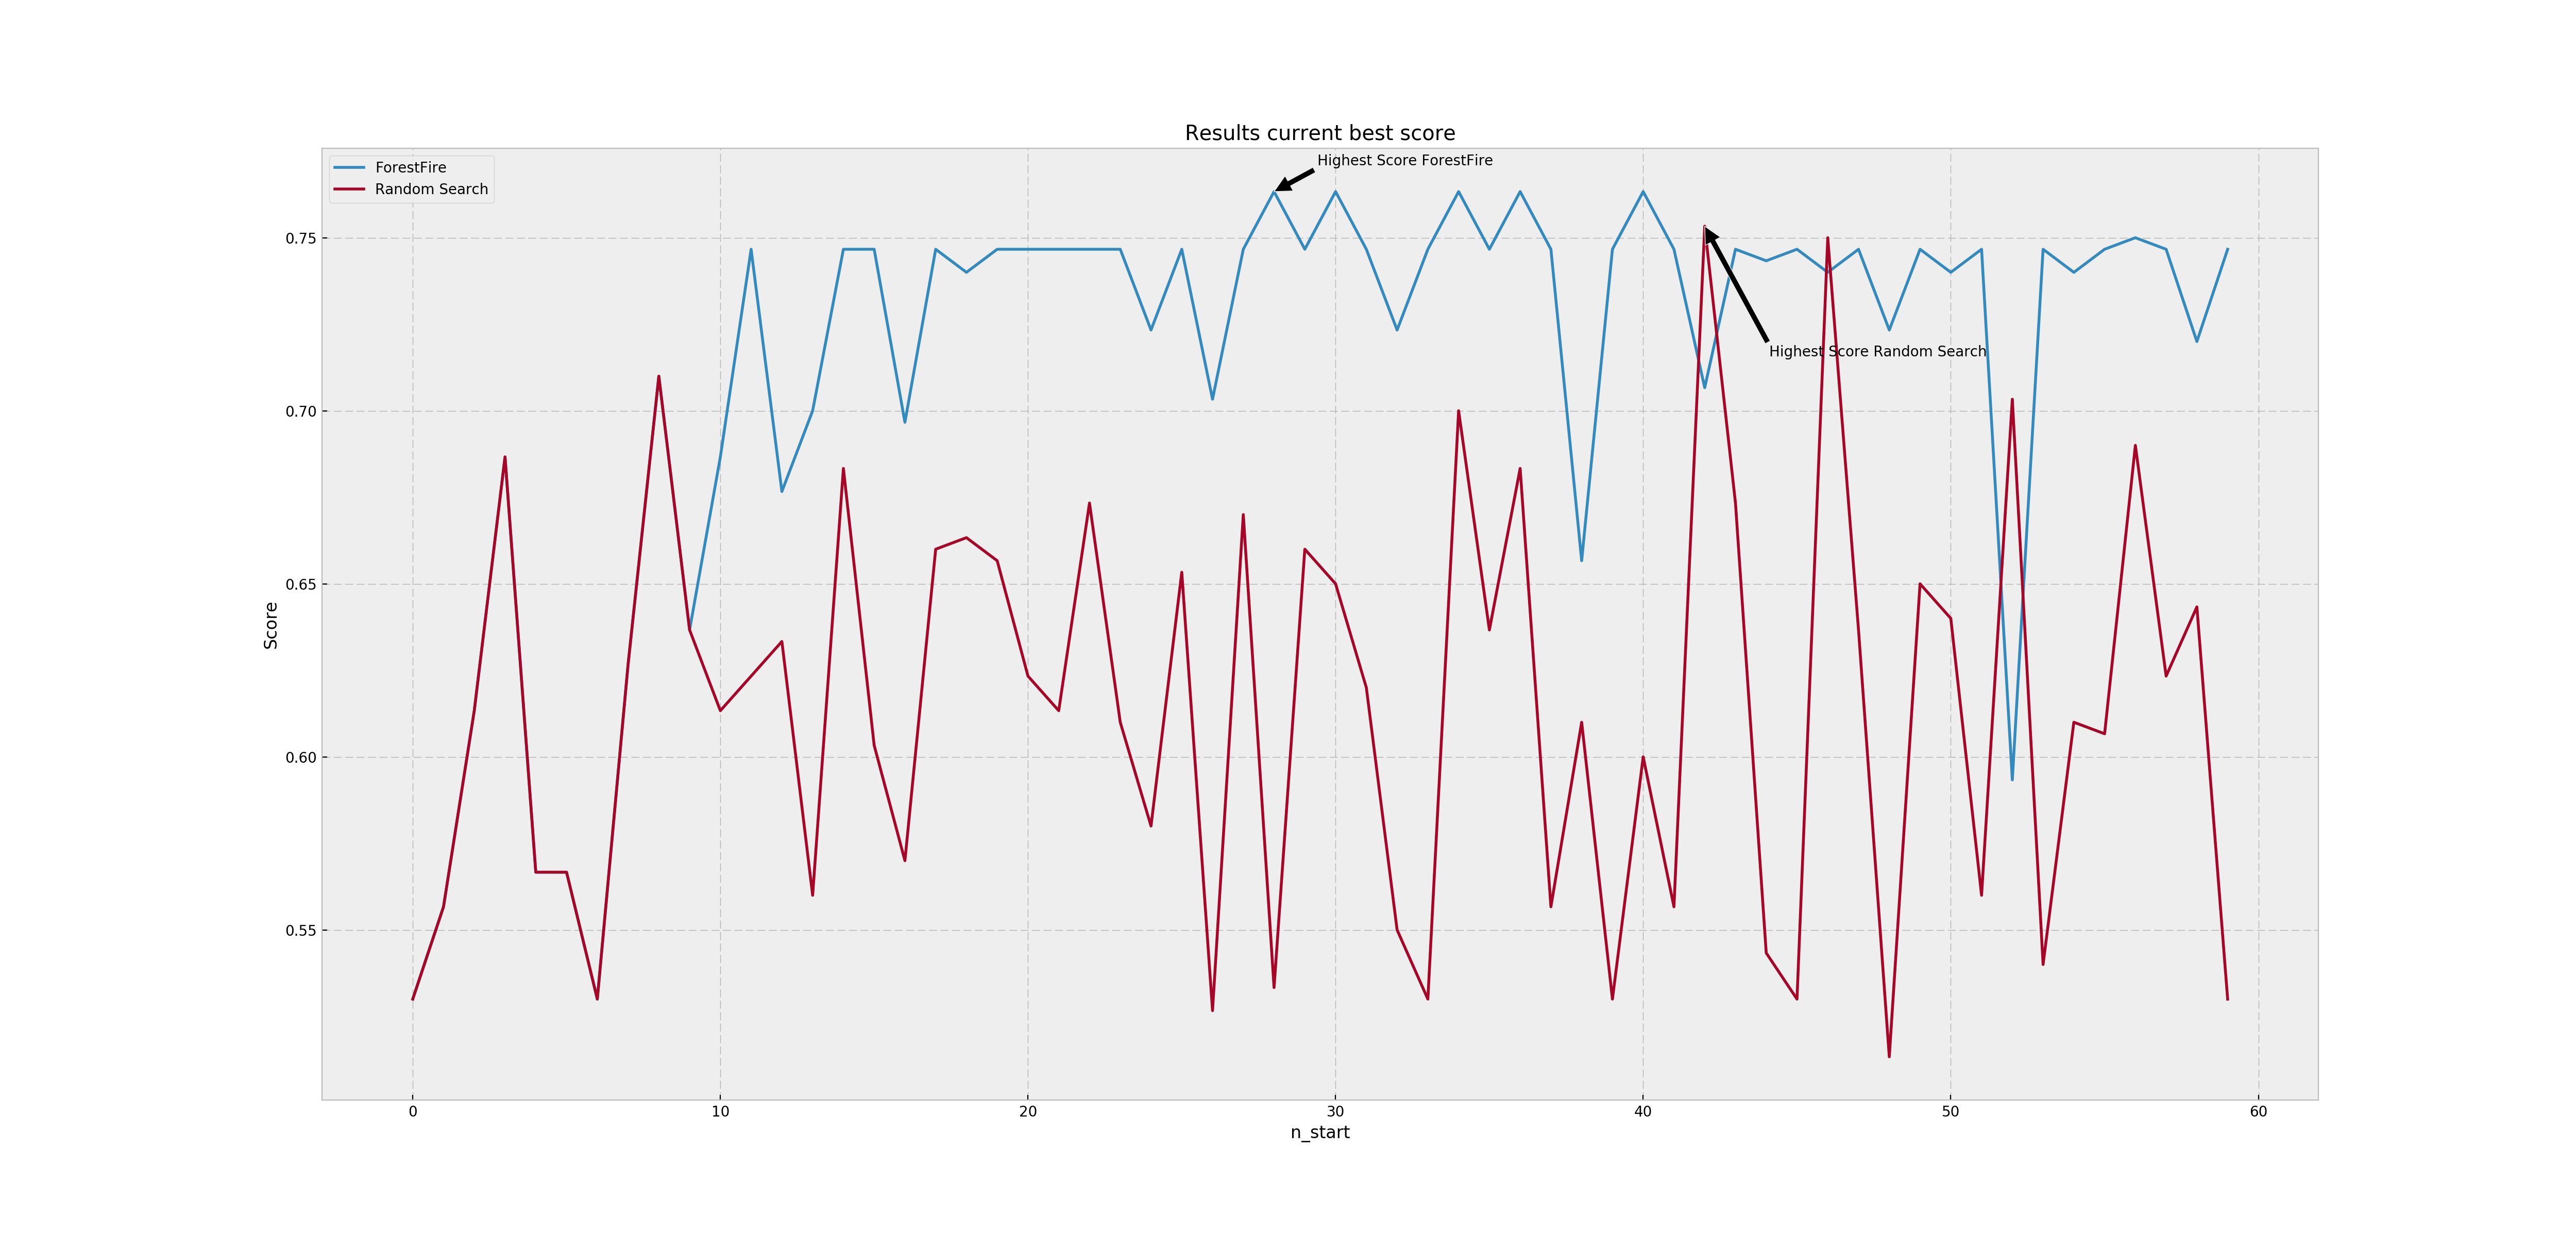 Results current best score
ForestFire
Random Search
Highest Score ForestFire
Highest Score Random Search
Score
0.75
0.70
0.65
0.60
0.55
0 10 20 30 40 50 60
n_start